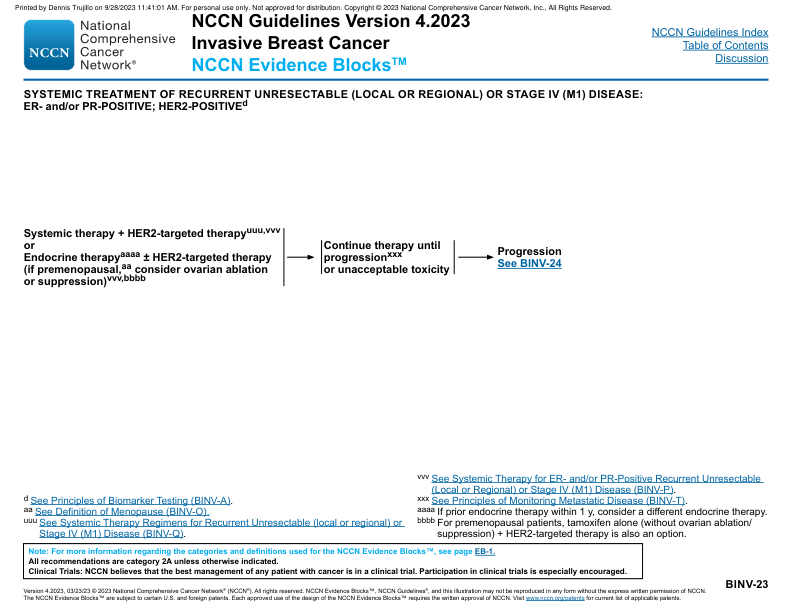 Printed by Dennis Trujillo on 9/28/2023 11:41:01 AM. For personal use only. Not approved for distribution. Copyright © 2023 National Comprehensive Cancer Network, Inc., All Rights Reserved.
NCCN
National
Comprehensive
Cancer
Network®
NCCN Guidelines Version 4.2023
Invasive Breast Cancer
NCCN Evidence Blocks™
NCCN Guidelines Index
Table of Contents
Discussion
SYSTEMIC TREATMENT OF RECURRENT UNRESECTABLE (LOCAL OR REGIONAL) OR STAGE IV (M1) DISEASE:
ER- and/or PR-POSITIVE; HER2-POSITIVEd
Systemic therapy + HER2-targeted therapyuuu,vvv
or
Endocrine therapyaaaa ± HER2-targeted therapy
(if premenopausal,aa consider ovarian ablation
or suppression)vvv,bbbb
Continue therapy until
progressionxxx
or unacceptable toxicity
Progression
See BINV-24
d See Principles of Biomarker Testing (BINV-A).
aa See Definition of Menopause (BINV-O).
uuu See Systemic Therapy Regimens for Recurrent Unresectable (local or regional) or
Stage IV (M1) Disease (BINV-Q).
vvv See Systemic Therapy for ER- and/or PR-Positive Recurrent Unresectable
(Local or Regional) or Stage IV (M1) Disease (BINV-P).
xxx See Principles of Monitoring Metastatic Disease (BINV-T).
aaaa If prior endocrine therapy within 1 y, consider a different endocrine therapy.
bbbb For premenopausal patients, tamoxifen alone (without ovarian ablation/
suppression) + HER2-targeted therapy is also an option.
Note: For more information regarding the categories and definitions used for the NCCN Evidence Blocks™, see page EB-1.
All recommendations are category 2A unless otherwise indicated.
Clinical Trials: NCCN believes that the best management of any patient with cancer is in a clinical trial. Participation in clinical trials is especially encouraged.
BINV-23
Version 4.2023, 03/23/23 © 2023 National Comprehensive Cancer Network® (NCCN®), All rights reserved. NCCN Evidence Blocks™, NCCN Guidelines®, and this illustration may not be reproduced in any form without the express written permission of NCCN.
The NCCN Evidence Blocks™ are subject to certain U.S. and foreign patents. Each approved use of the design of the NCCN Evidence Blocks™ requires the written approval of NCCN. Visit www.nccn.org/patents for current list of applicable patents.